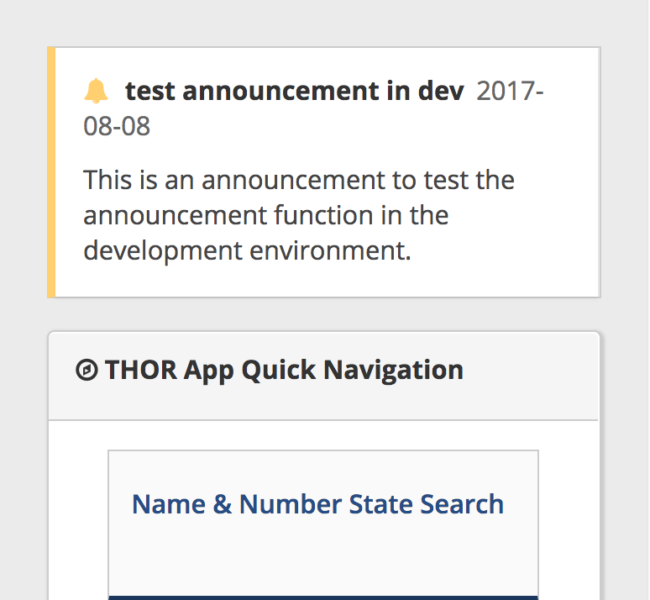 test announcement in dev 2017-
08-08
This is an announcement to test the
announcement function in the
development environment.
THOR App Quick Navigation
Name & Number State Search